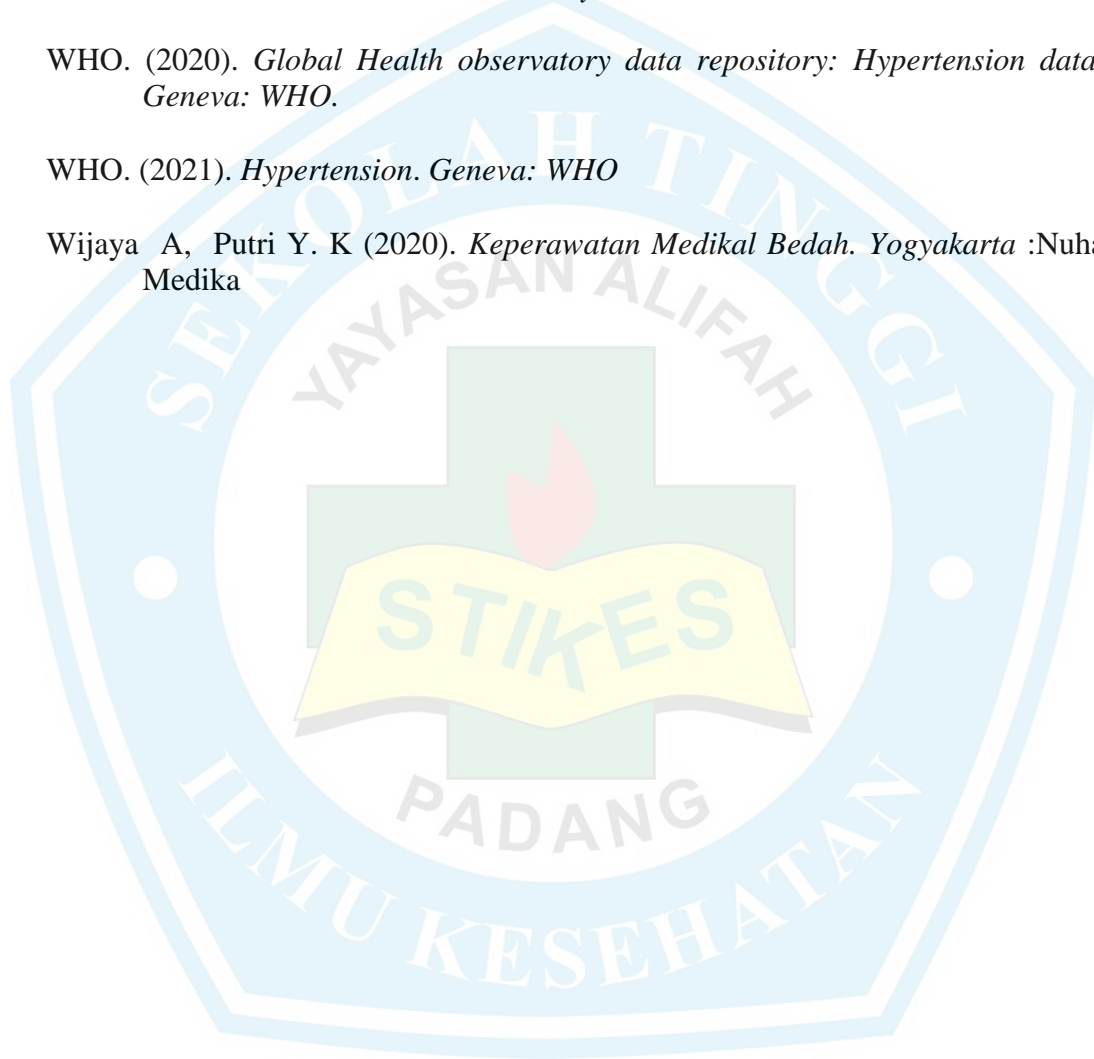 WHO. (2020). Global Health observatory data repository: Hypertension data
Geneva: WHO.
WHO. (2021). Hypertension. Geneva: WHO
Wijaya A, Putri Y. K (2020). Keperawatan Medikal Bedah. Yogyakarta :Nuha
Medika
SEKOLAH TINGGI
YAYASAN ALIFAH
STIKES
PADANG
ILMU KESEHATAN